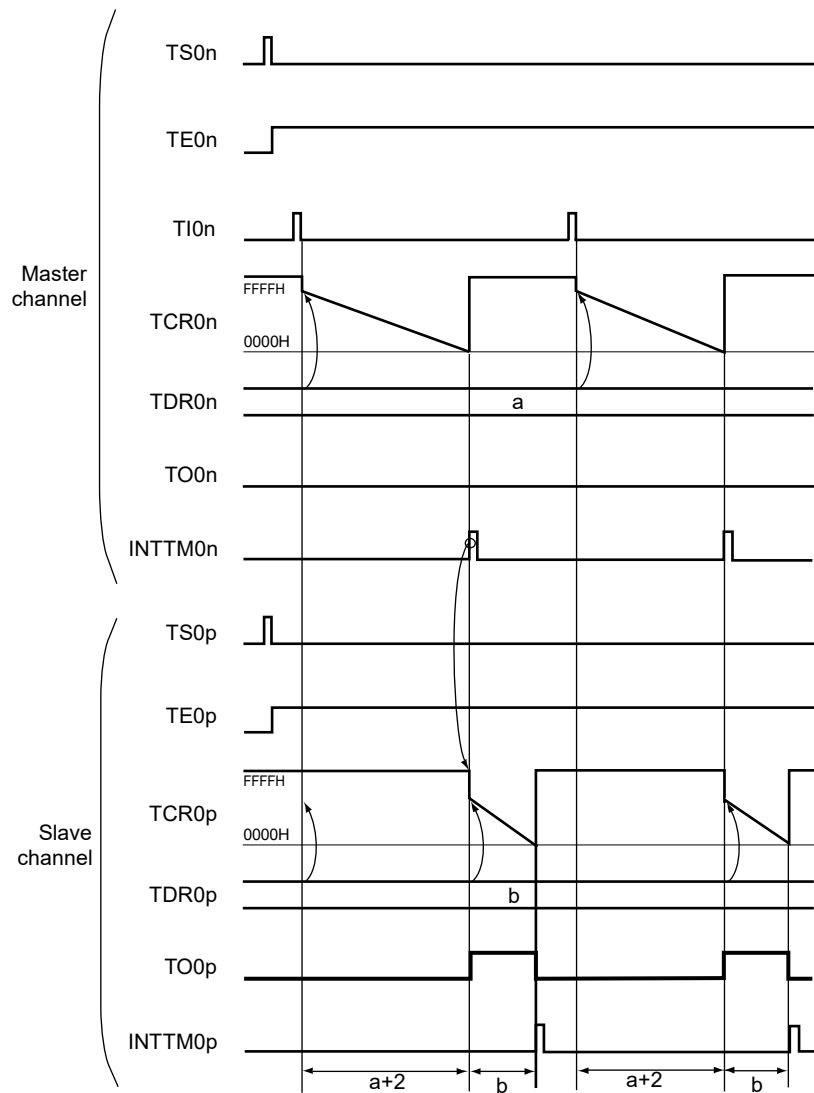 TS0n
TE0n
TI0n
Master
channel
FFFFH
TCR0n
0000H
TDR0n
a
TO0n
INTTM0n
TS0p
TE0p
FFFFH
TCR0p
Slave
channel
0000H
TDR0p
b
TO0p
INTTM0p
a+2
b
a+2
b